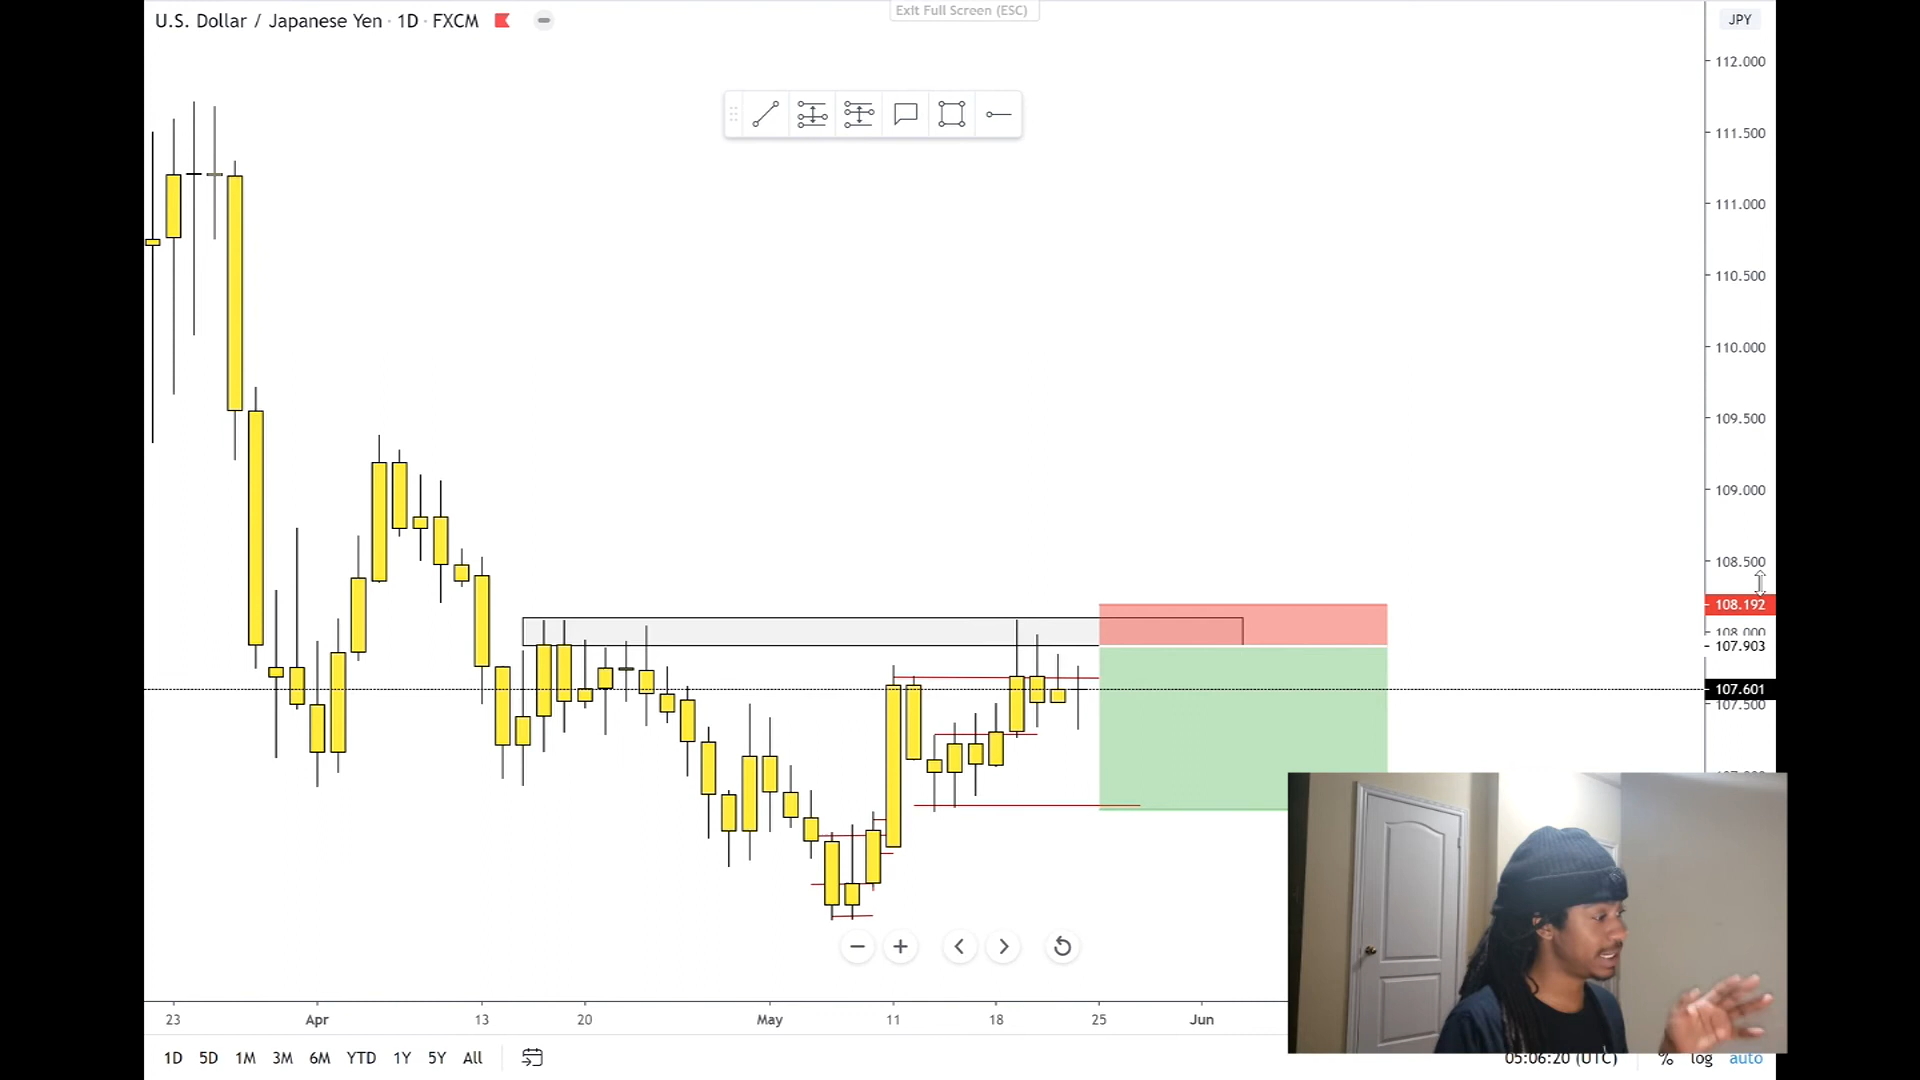 Exit Full Screen (ESC)
U.S. Dollar / Japanese Yen · 1D · FXCM
JPY
112.000
111.500
111.000
110.500
110.000
109.500
109.000
108.500
108.192
108.000
107.903
107.601
107.500
23 Apr 13 20 May 11 18 25 Jun
1D 5D 1M 3M 6M YTD 1Y 5Y All
05:06:20 (UTC) % log auto